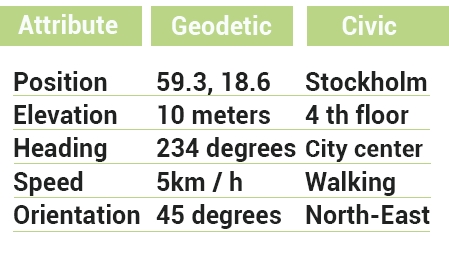 Attribute Geodetic Civic
Position 59.3, 18.6 Stockholm
Elevation 10 meters 4 th floor
Heading 234 degrees City center
Speed 5km / h Walking
Orientation 45 degrees North-East